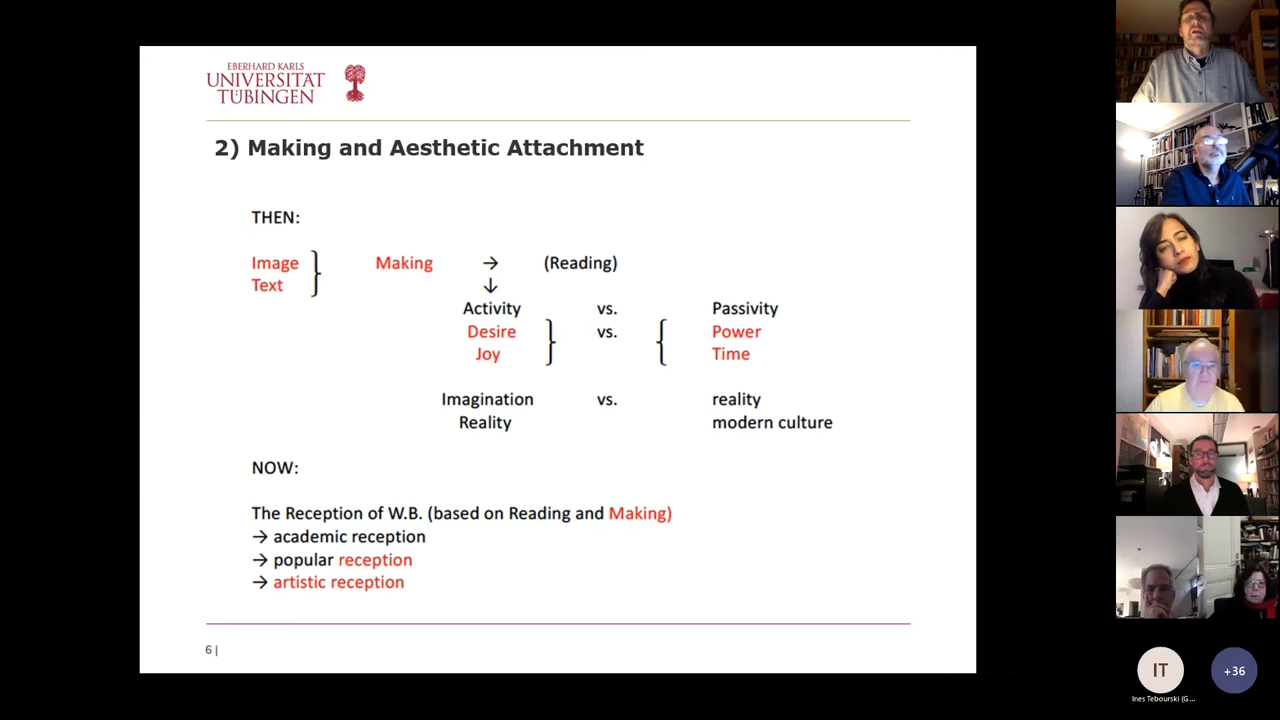 EBERHARD KARLS
UNIVERSITÄT
TÜBINGEN
2) Making and Aesthetic Attachment
THEN:
Image } Making → (Reading)
Text ↓
Activity vs. Passivity
Desire } vs. { Power
Joy Time
Imagination vs. reality
Reality modern culture
NOW:
The Reception of W.B. (based on Reading and Making)
→ academic reception
→ popular reception
→ artistic reception
6 |
IT +36
Ines Tebourski (G...